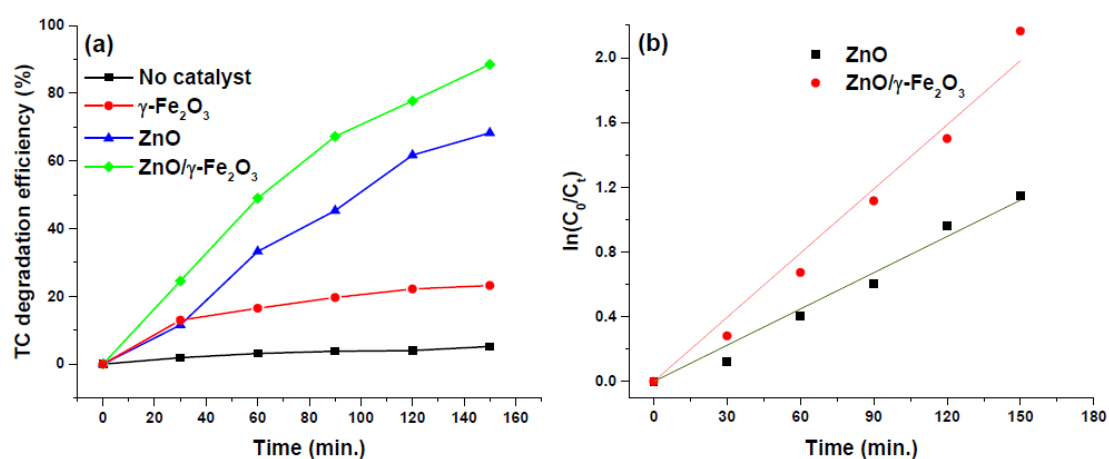 (a)
No catalyst
γ-Fe₂O₃
ZnO
ZnO/γ-Fe₂O₃
TC degradation efficiency (%)
100
80
60
40
20
0
0 20 40 60 80 100 120 140 160
Time (min.)
(b)
ZnO
ZnO/γ-Fe₂O₃
ln(C₀/Cₜ)
2.0
1.6
1.2
0.8
0.4
0.0
0 30 60 90 120 150 180
Time (min.)